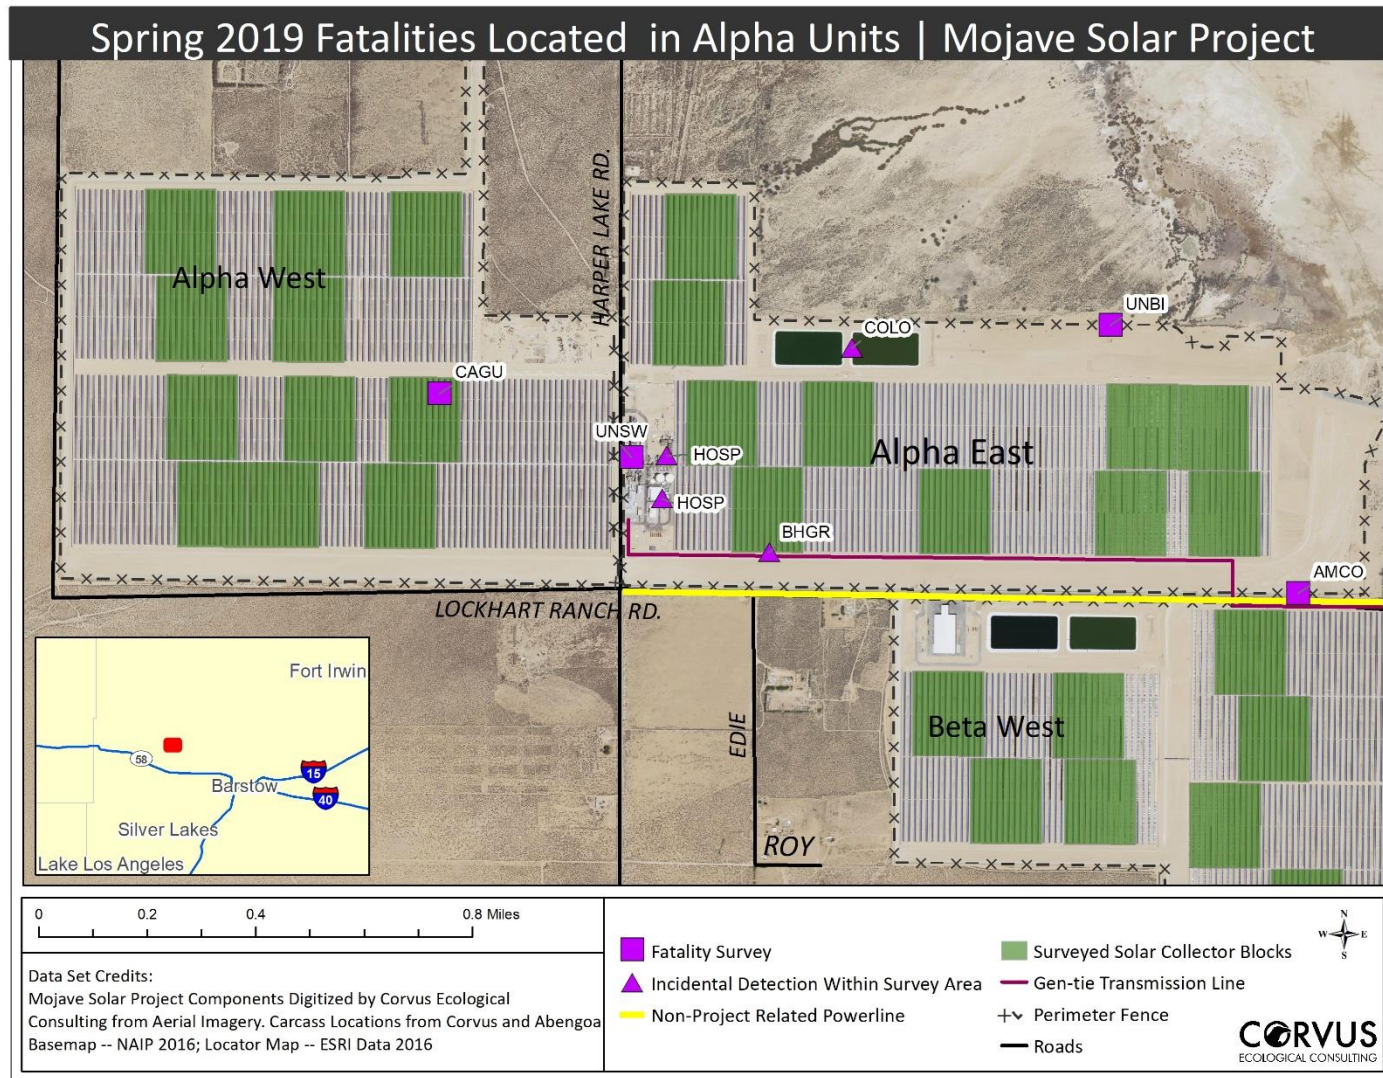 Spring 2019 Fatalities Located in Alpha Units | Mojave Solar Project
HARPER LAKE RD.
Alpha West
UNBI
COLO
CAGU
UNSW
HOSP
Alpha East
HOSP
BHGR
AMCO
LOCKHART RANCH RD.
EDIE
Beta West
ROY
Fort Irwin
58
15
Barstow
40
Silver Lakes
Lake Los Angeles
0 0.2 0.4 0.8 Miles
Data Set Credits:
Mojave Solar Project Components Digitized by Corvus Ecological
Consulting from Aerial Imagery. Carcass Locations from Corvus and Abengoa
Basemap -- NAIP 2016; Locator Map -- ESRI Data 2016
Fatality Survey
Incidental Detection Within Survey Area
Non-Project Related Powerline
Surveyed Solar Collector Blocks
Gen-tie Transmission Line
Perimeter Fence
Roads
N
W E
S
CORVUS
ECOLOGICAL CONSULTING